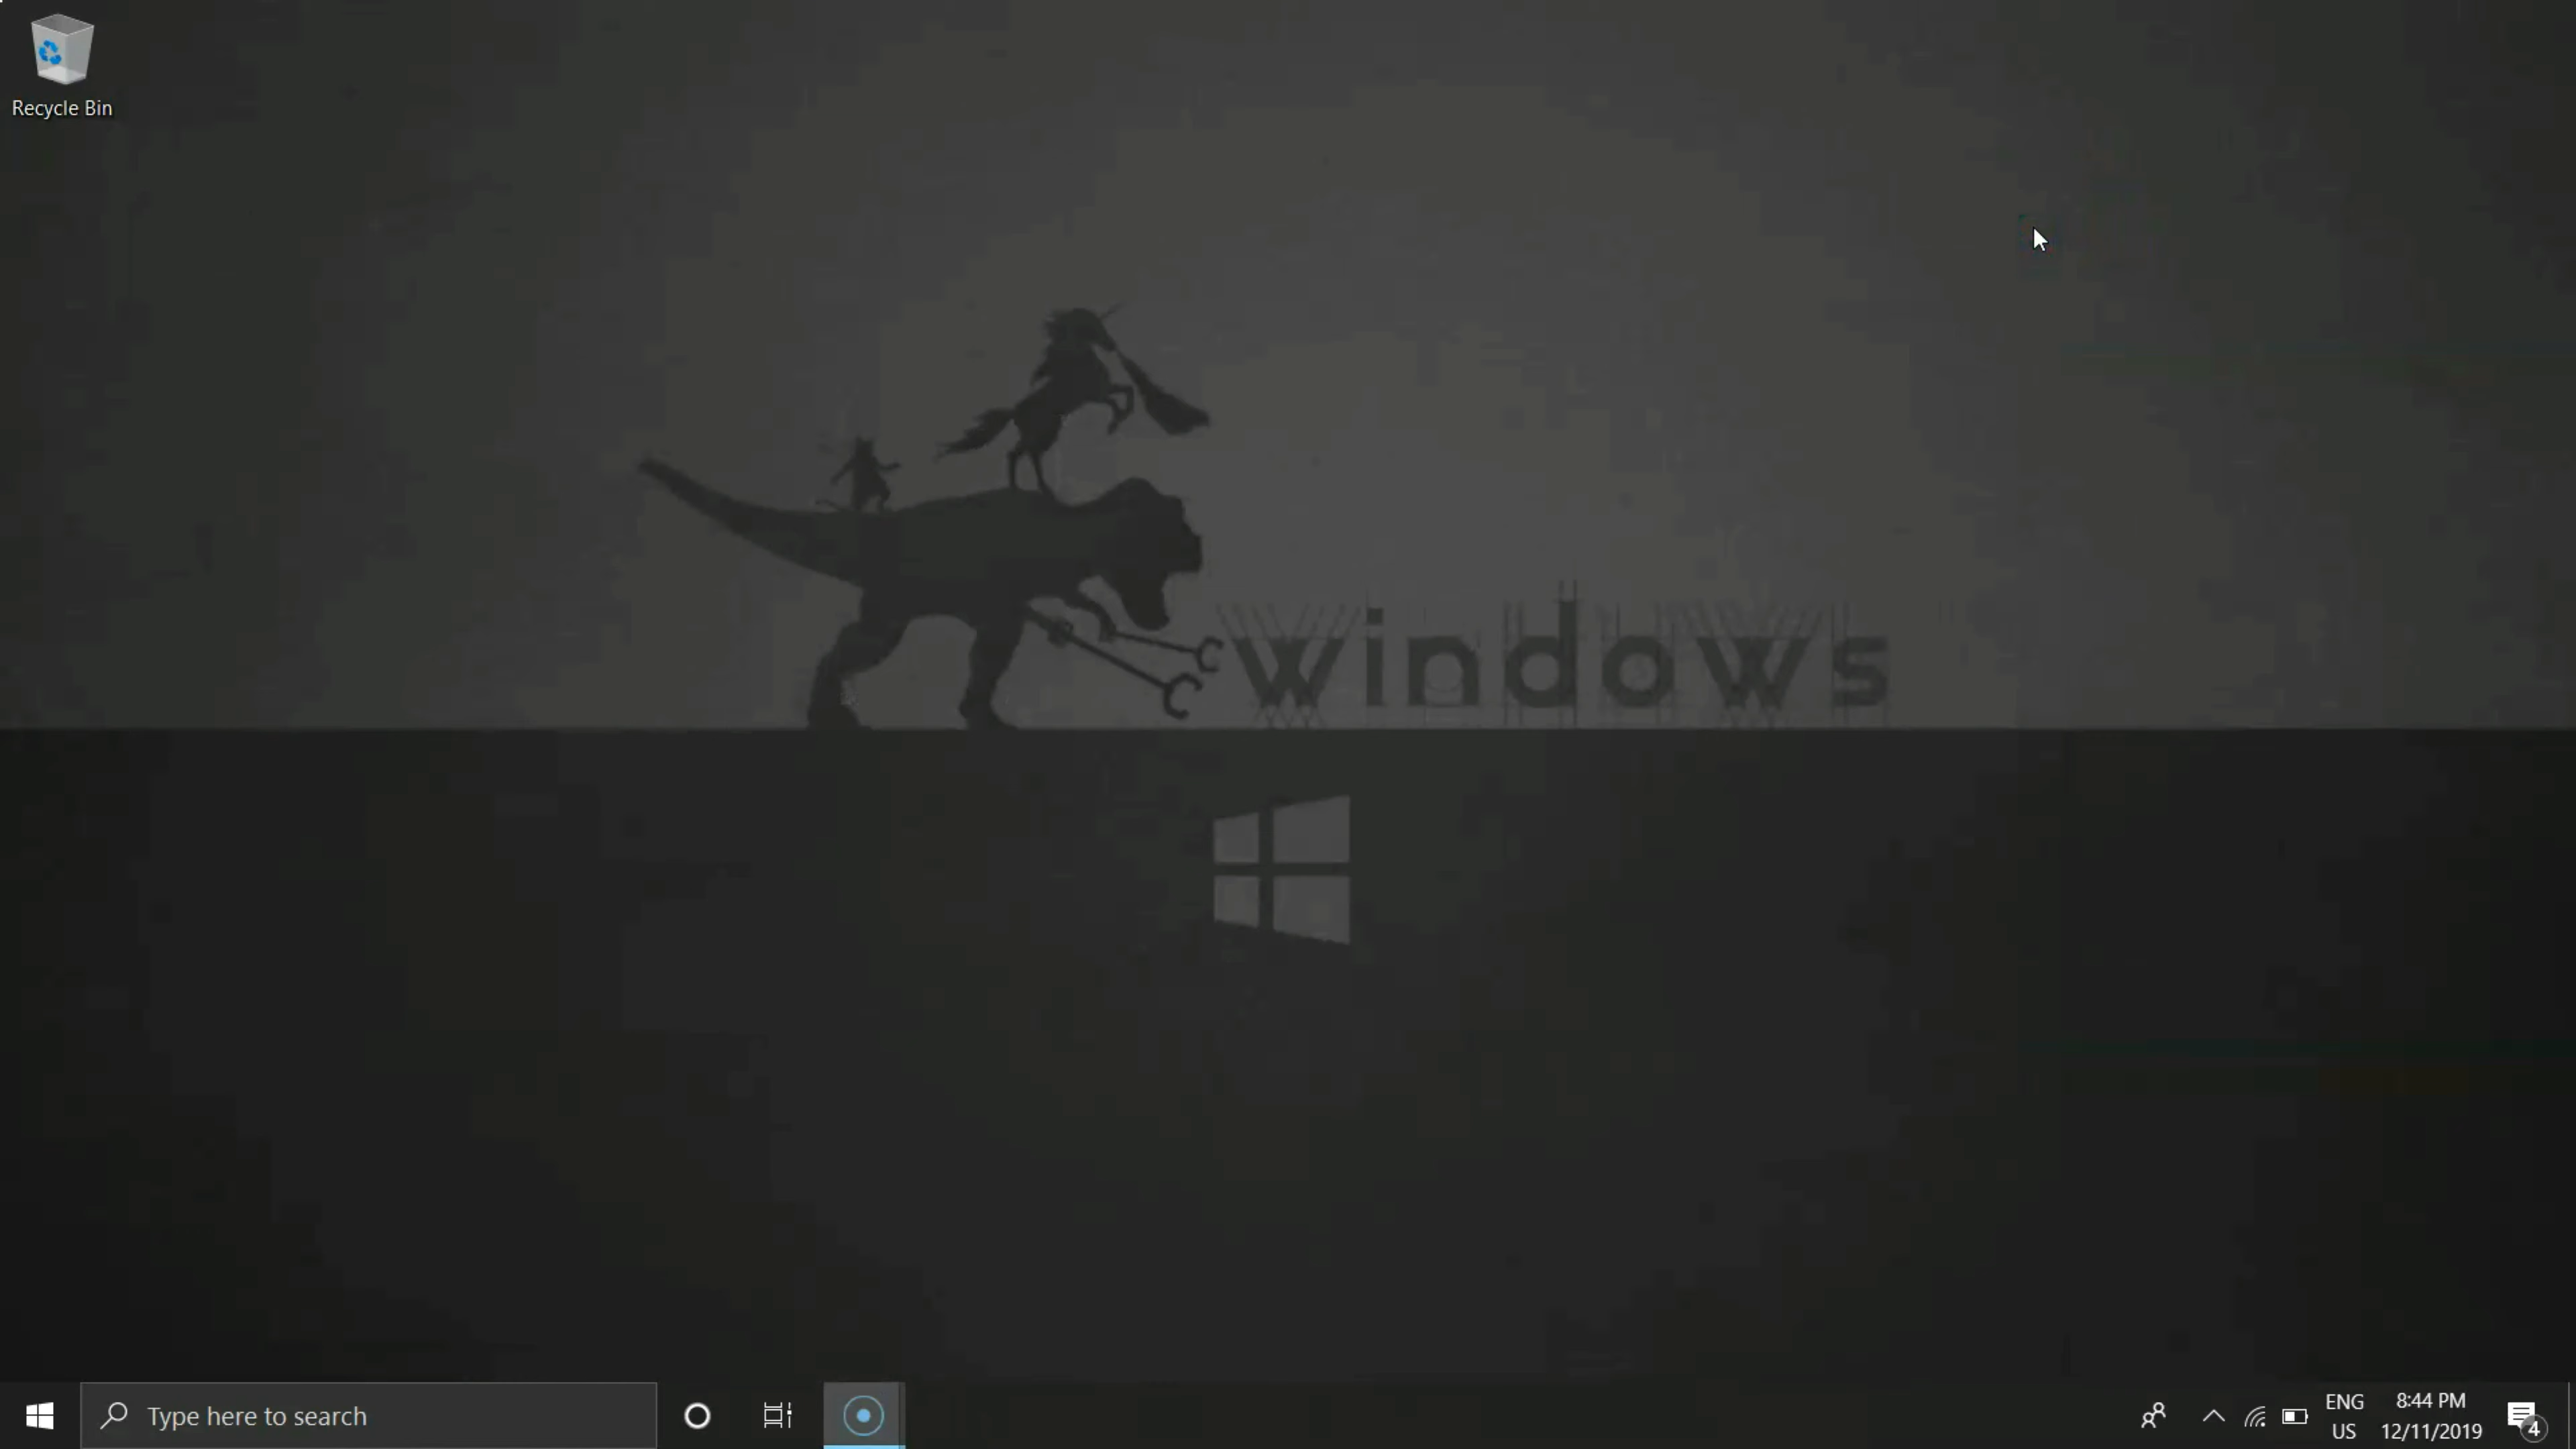 Recycle Bin
windows
Type here to search
ENG
US
8:44 PM
12/11/2019
4